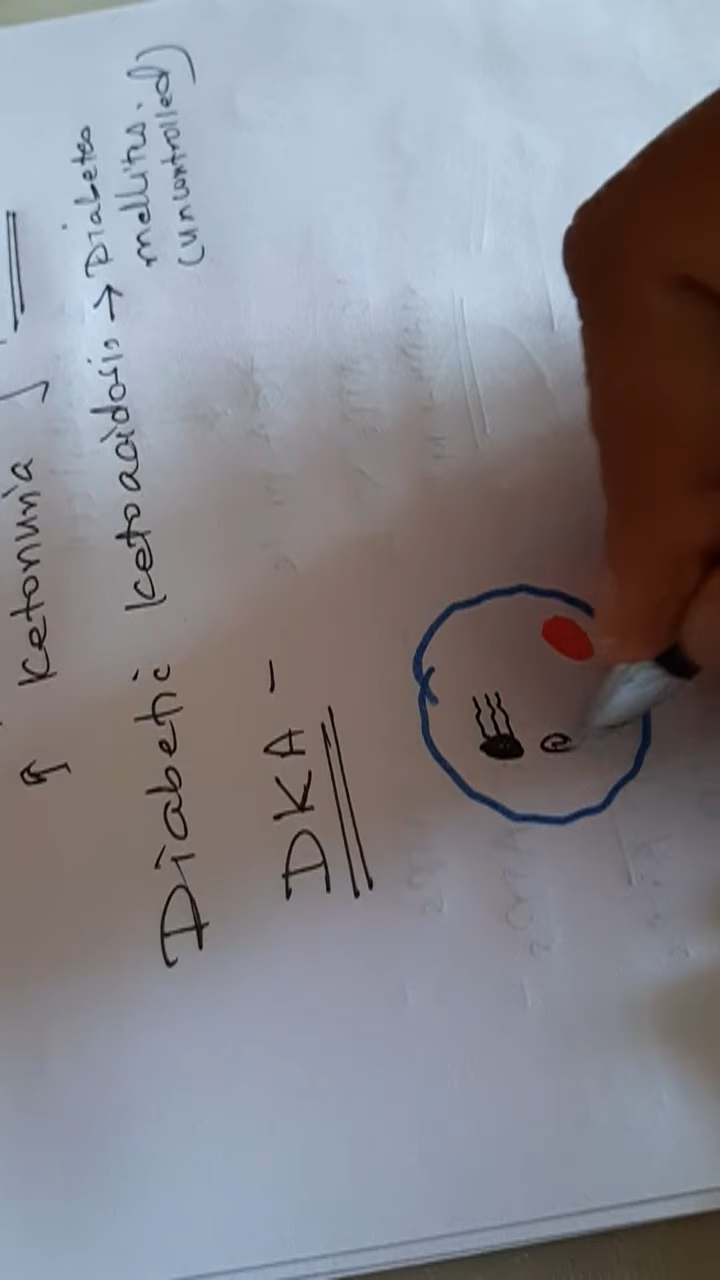 ↑ Ketonuria
Diabetic ketoacidosis → Diabetes
mellitus.
(uncontrolled)
DKA -